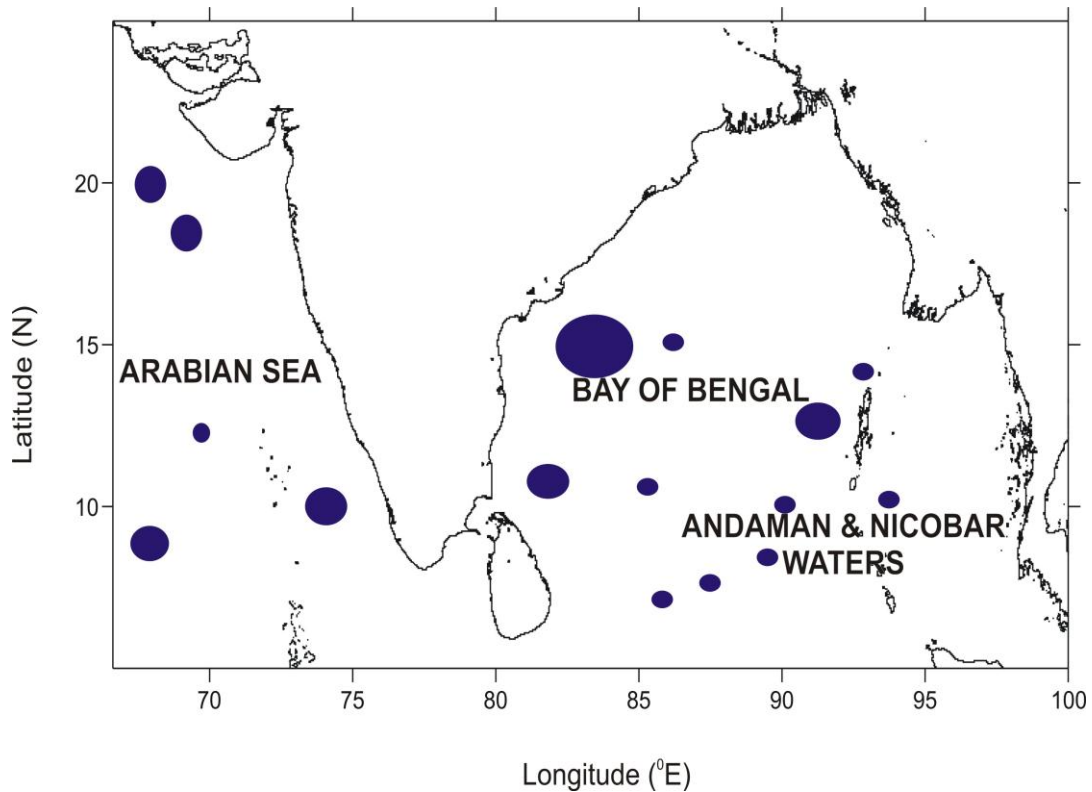 20
15
10
Latitude (N)
ARABIAN SEA
BAY OF BENGAL
ANDAMAN & NICOBAR
WATERS
70
75
80
85
90
95
100
Longitude (⁰E)